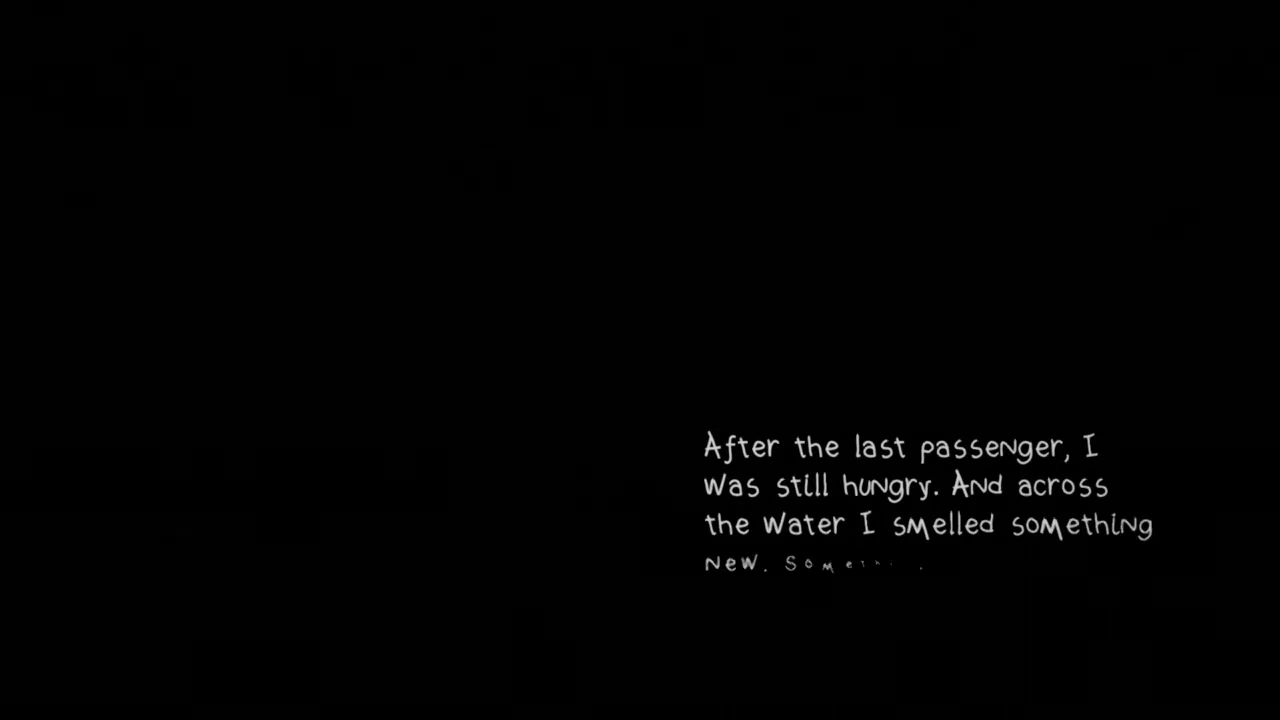 After the last passenger, I
was still hungry. And across
the water I smelled something
new.